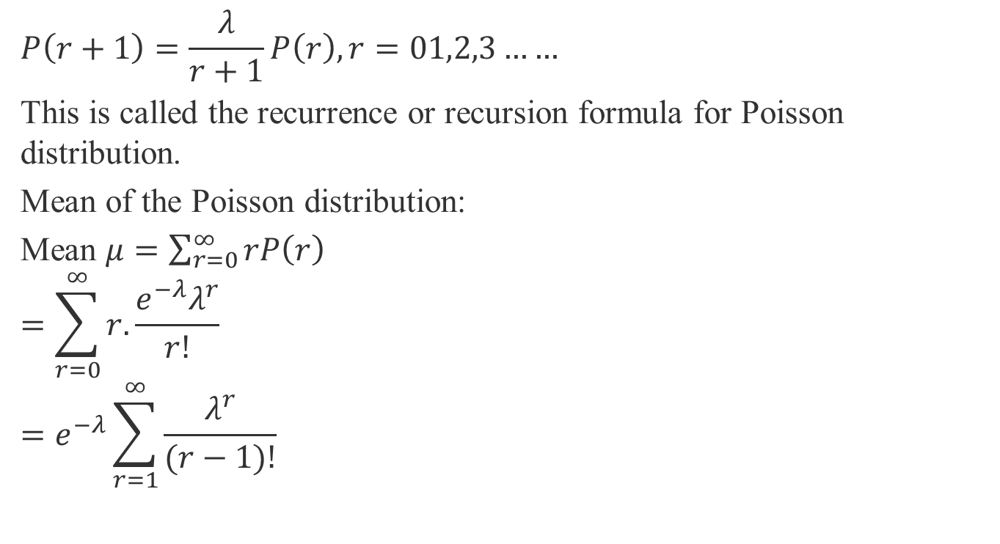 P(r + 1) = λ/(r + 1) P(r), r = 01,2,3 … …
This is called the recurrence or recursion formula for Poisson
distribution.
Mean of the Poisson distribution:
Mean μ = ∑_{r=0}^{∞} rP(r)
= ∑_{r=0}^{∞} r. e^{−λ}λ^{r}/r!
= e^{−λ} ∑_{r=1}^{∞} λ^{r}/(r − 1)!